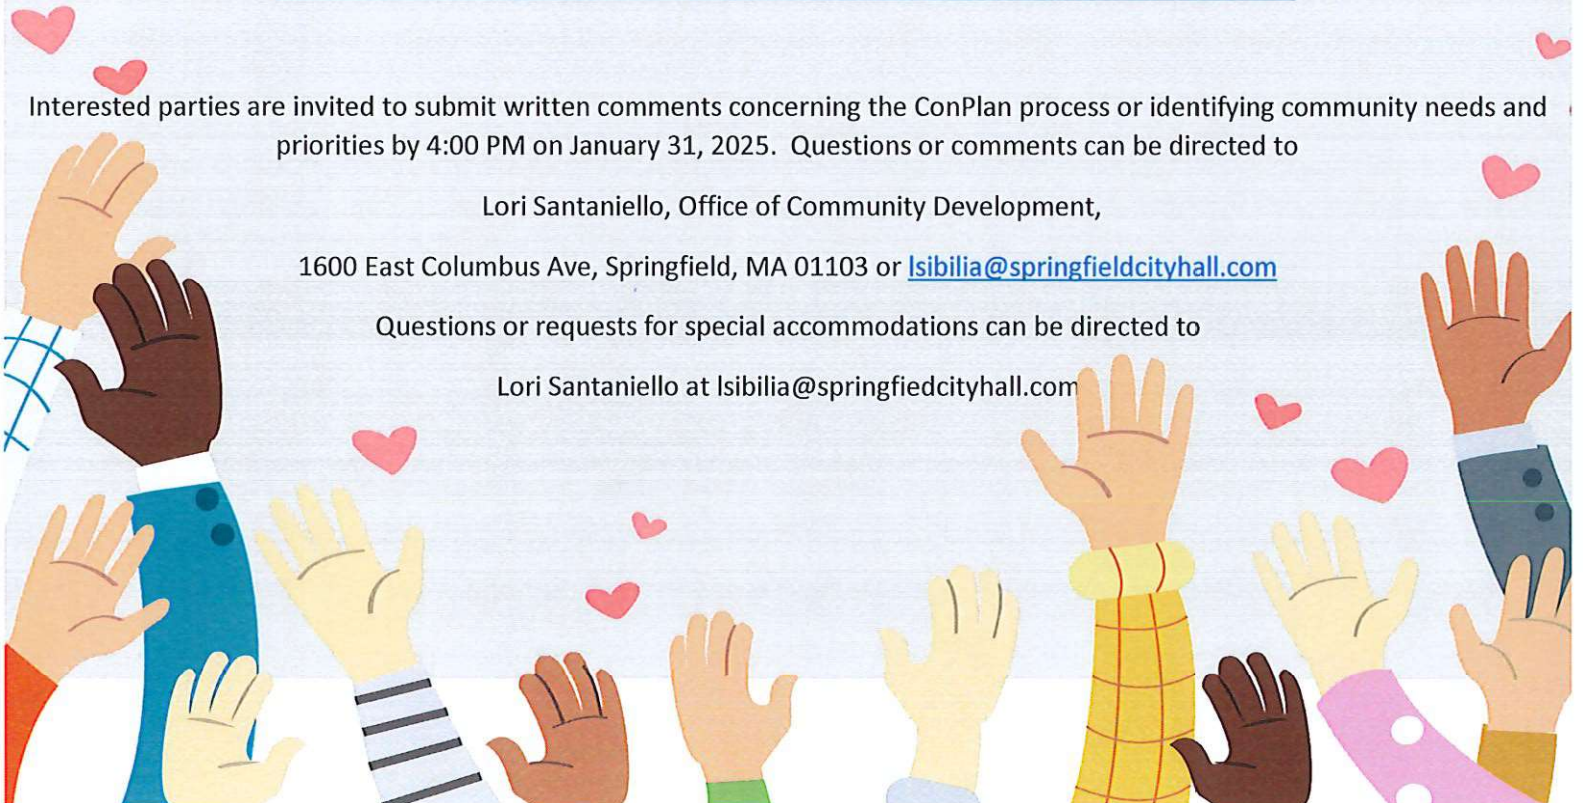 Interested parties are invited to submit written comments concerning the ConPlan process or identifying community needs and
priorities by 4:00 PM on January 31, 2025.  Questions or comments can be directed to
Lori Santaniello, Office of Community Development,
1600 East Columbus Ave, Springfield, MA 01103 or lsibilia@springfieldcityhall.com
Questions or requests for special accommodations can be directed to
Lori Santaniello at lsibilia@springfiedcityhall.com